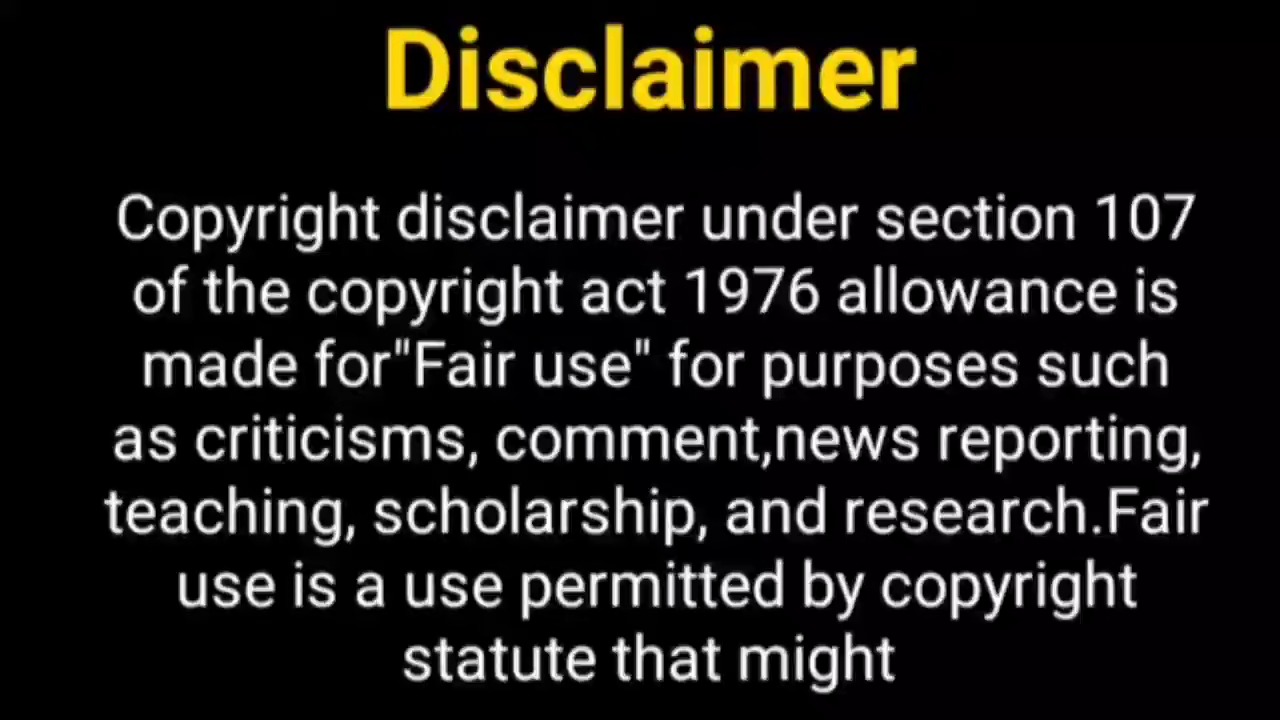 Disclaimer
Copyright disclaimer under section 107
of the copyright act 1976 allowance is
made for"Fair use" for purposes such
as criticisms, comment,news reporting,
teaching, scholarship, and research.Fair
use is a use permitted by copyright
statute that might